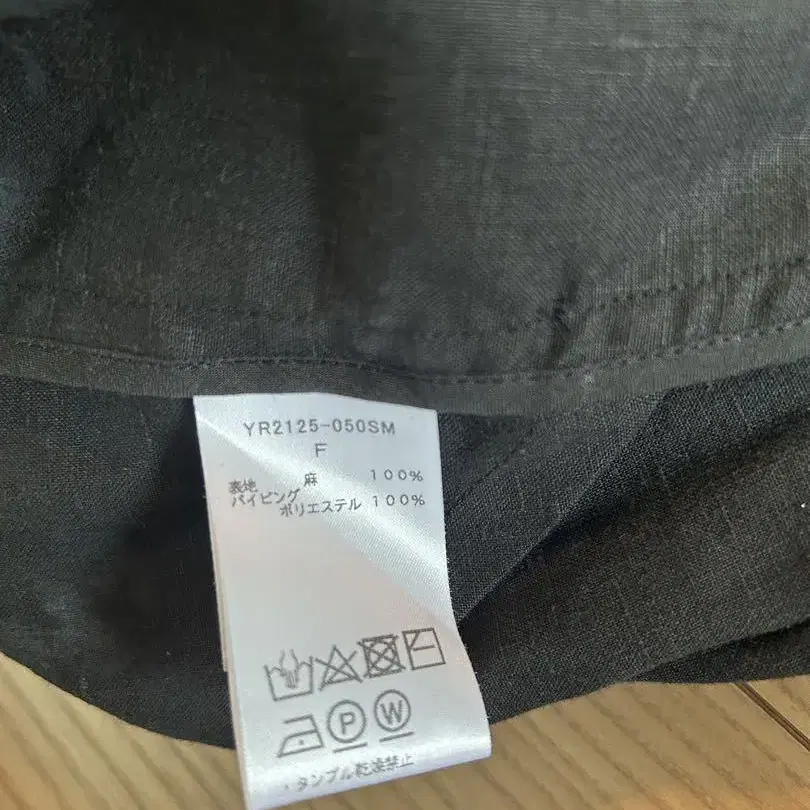 YR2125-050SM
F
表地 麻 100%
パイピング
ポリエステル 100%
P W
・タンブル乾燥禁止